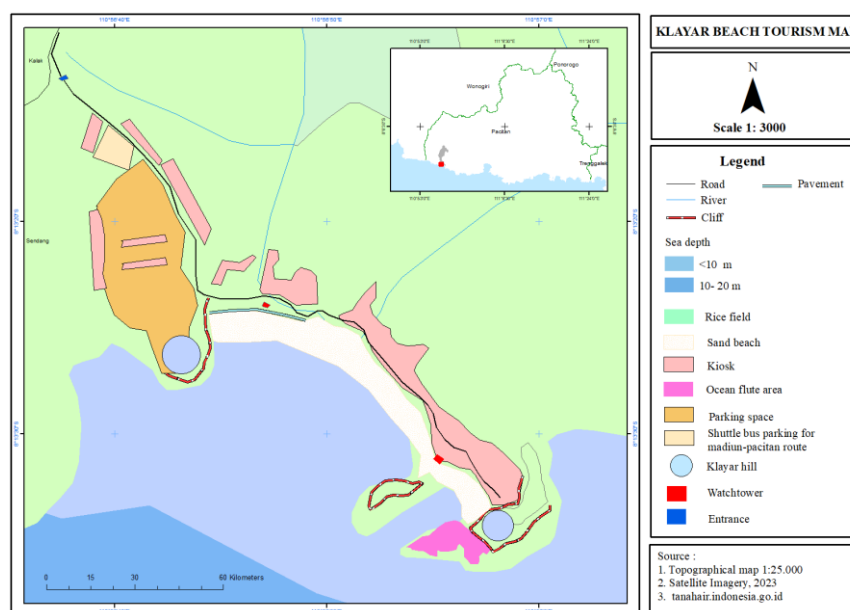 KLAYAR BEACH TOURISM MA
N
Scale 1: 3000
Legend
Road
Pavement
River
Cliff
Sea depth
<10 m
10- 20 m
Rice field
Sand beach
Kiosk
Ocean flute area
Parking space
Shuttle bus parking for
madiun-pacitan route
Klayar hill
Watchtower
Entrance
Source :
1. Topographical map 1:25.000
2. Satellite Imagery, 2023
3. tanahair.indonesia.go.id
Kalak
Sendang
Ponorogo
Wonogiri
Pacitan
Trenggalek
0 15 30 60 Kilometers